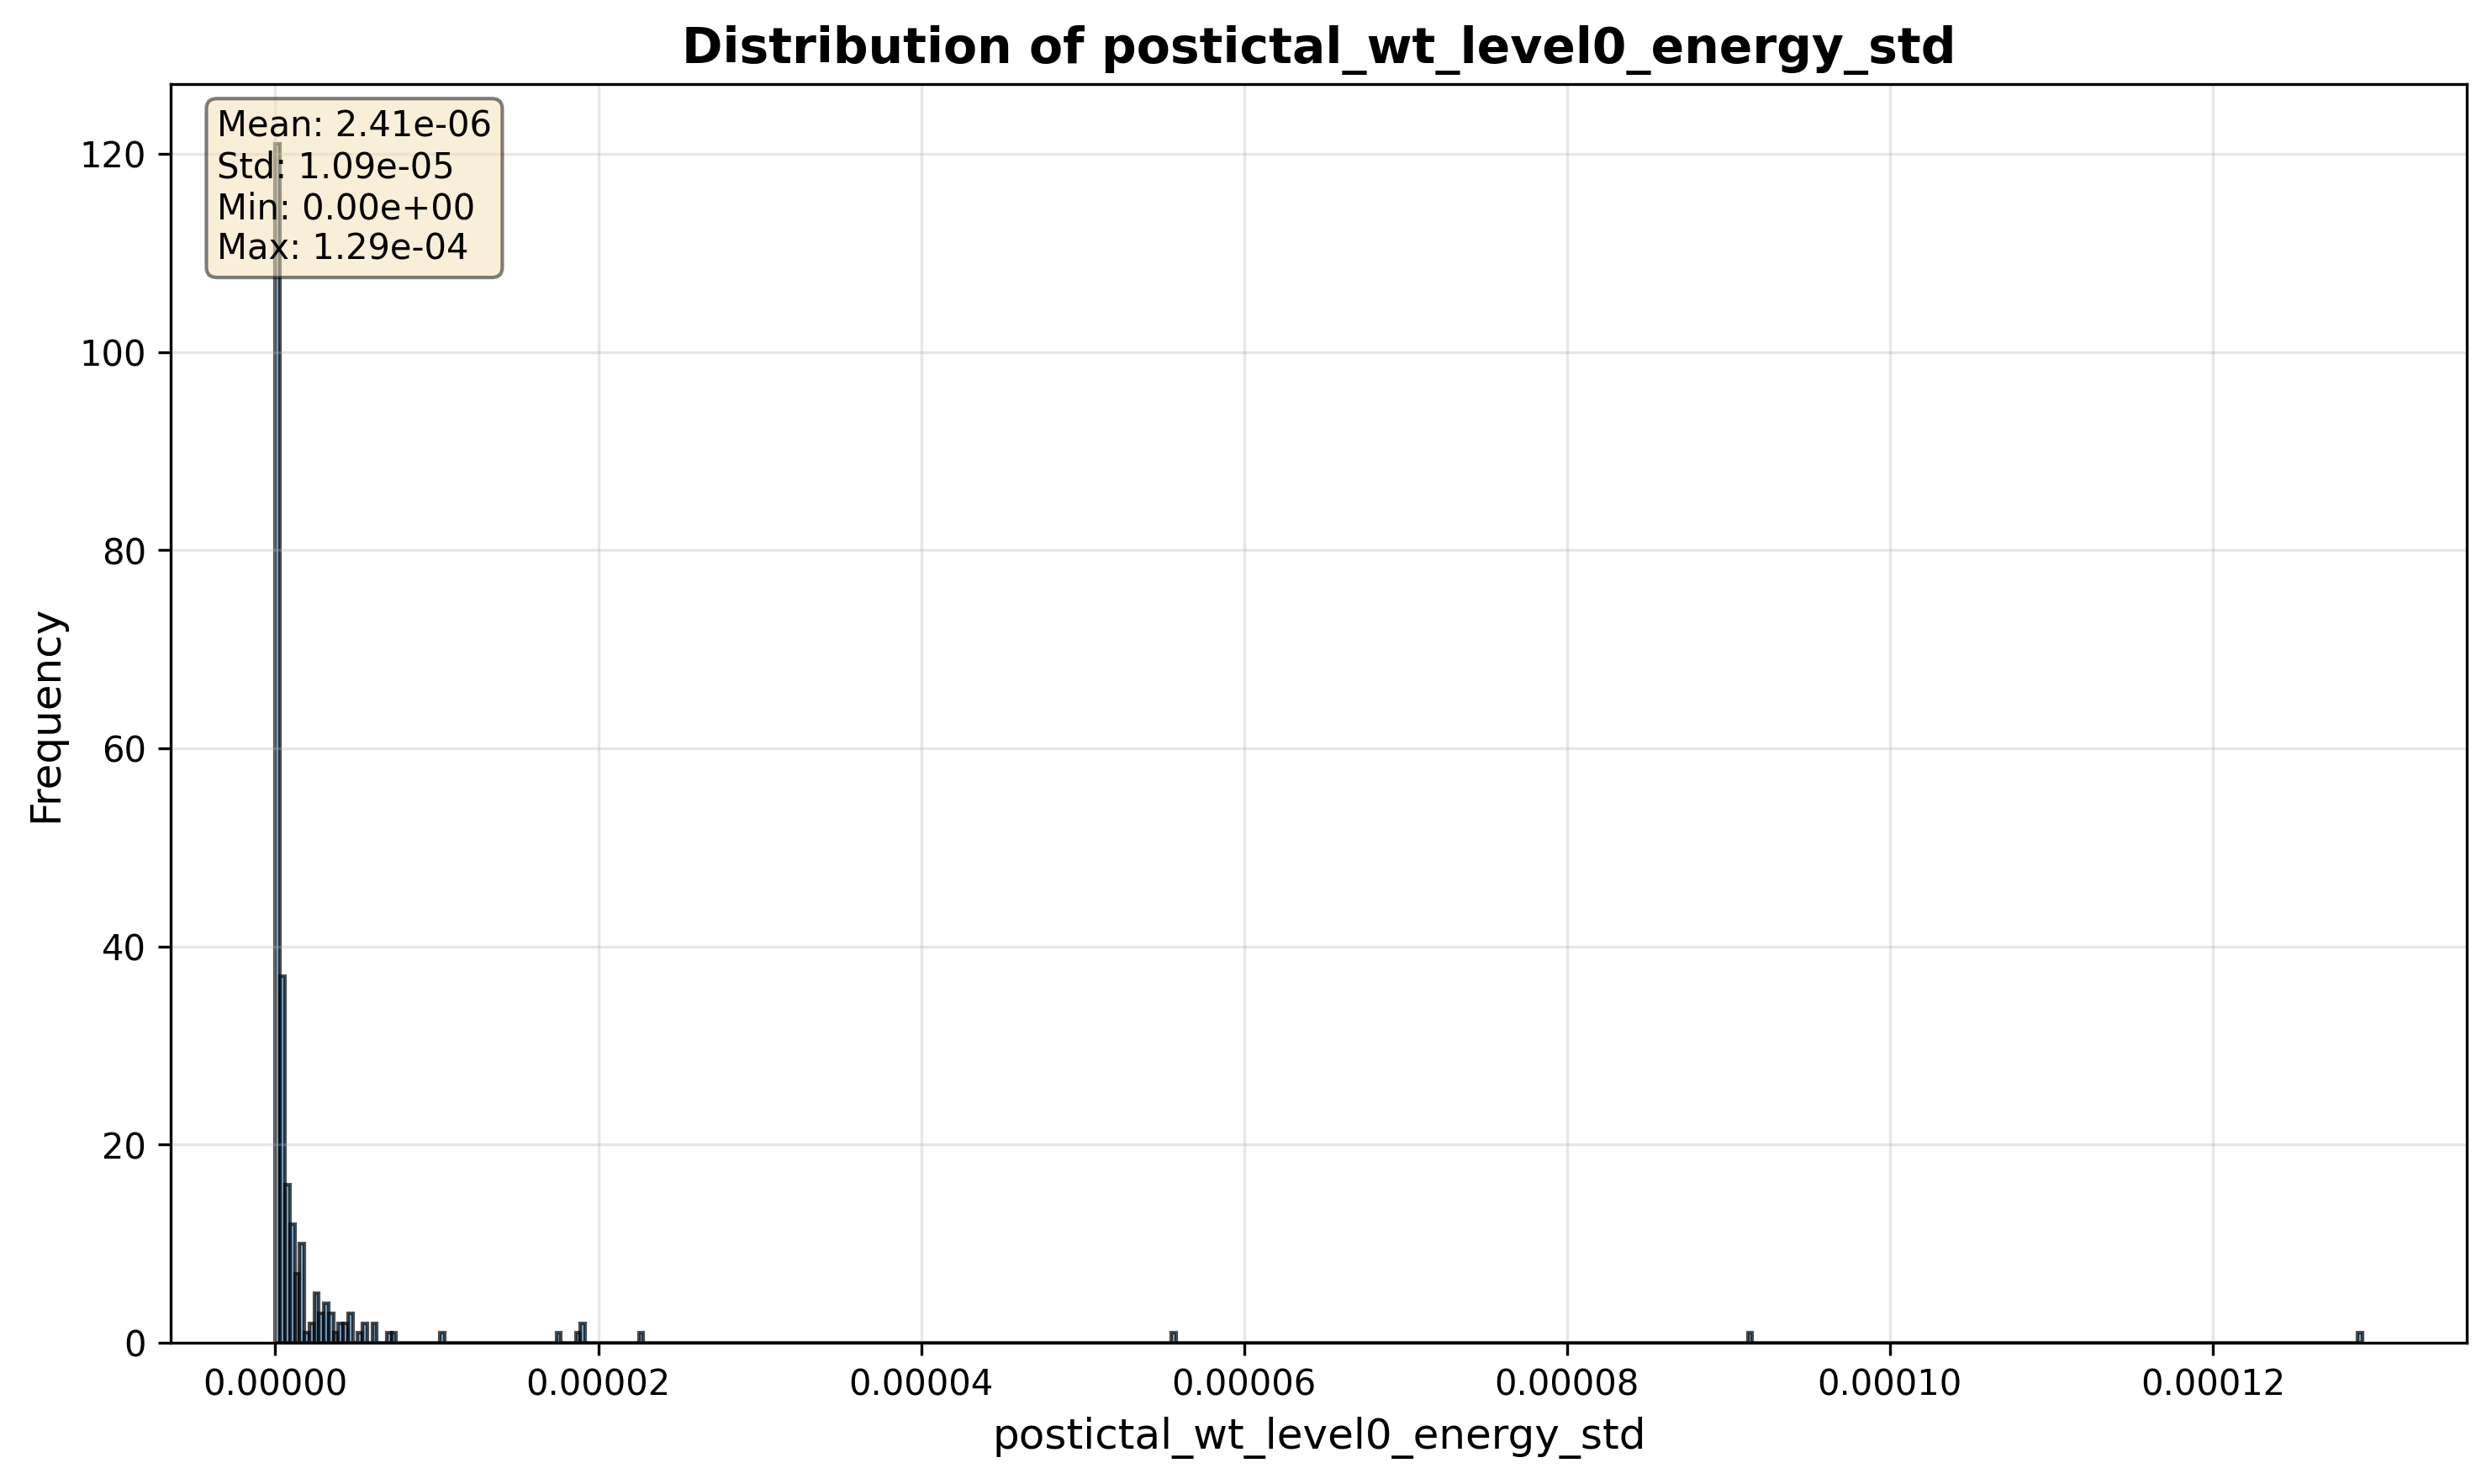 Distribution of postictal_wt_level0_energy_std
Mean: 2.41e-06
Std: 1.09e-05
Min: 0.00e+00
Max: 1.29e-04
120
100
80
60
40
20
0
Frequency
0.00000 0.00002 0.00004 0.00006 0.00008 0.00010 0.00012
postictal_wt_level0_energy_std